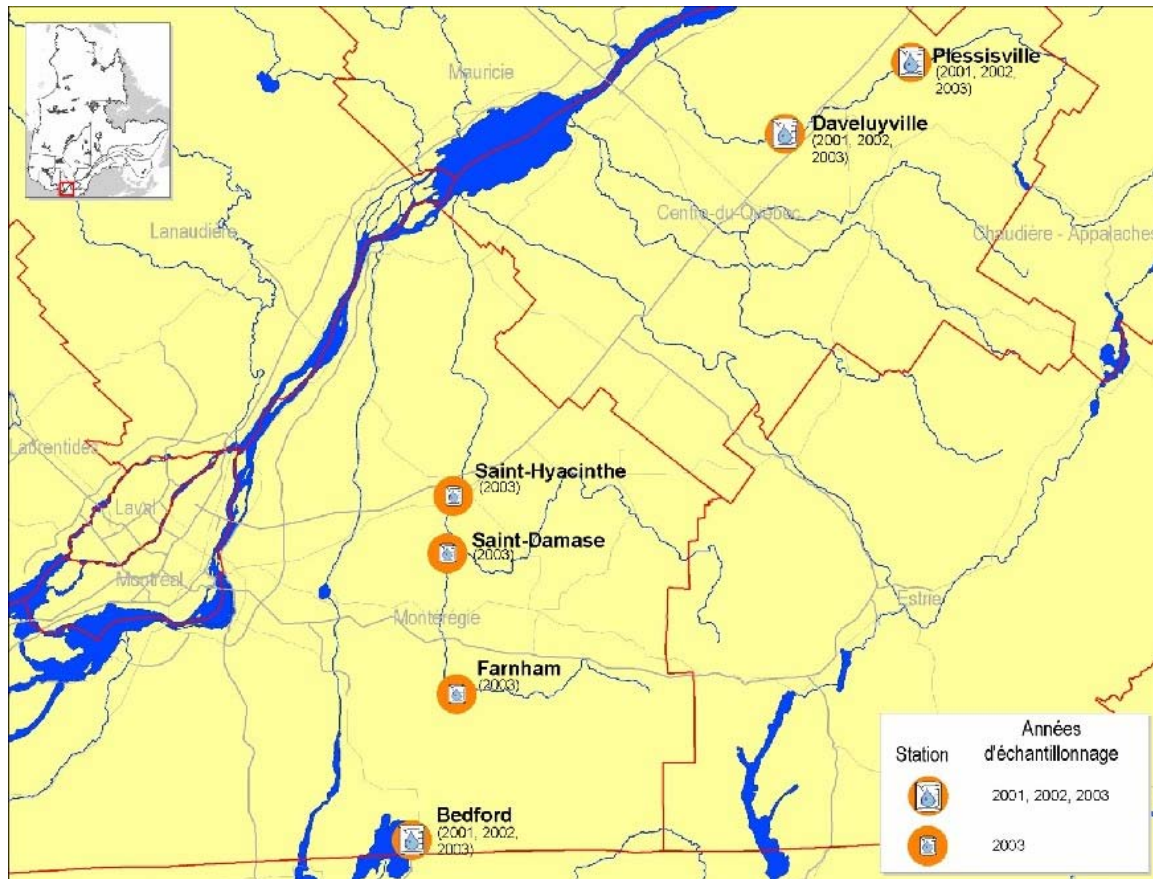 Plessisville
(2001, 2002,
2003)
Mauricie
Daveluyville
(2001, 2002,
2003)
Centre-du-Québec
Lanaudière
Chaudière - Appalaches
Laurentides
Saint-Hyacinthe
(2003)
Laval
Saint-Damase
(2003)
Montréal
Montérégie
Estrie
Farnham
(2003)
Bedford
(2001, 2002,
2003)
Années
Station d'échantillonnage
2001, 2002, 2003
2003